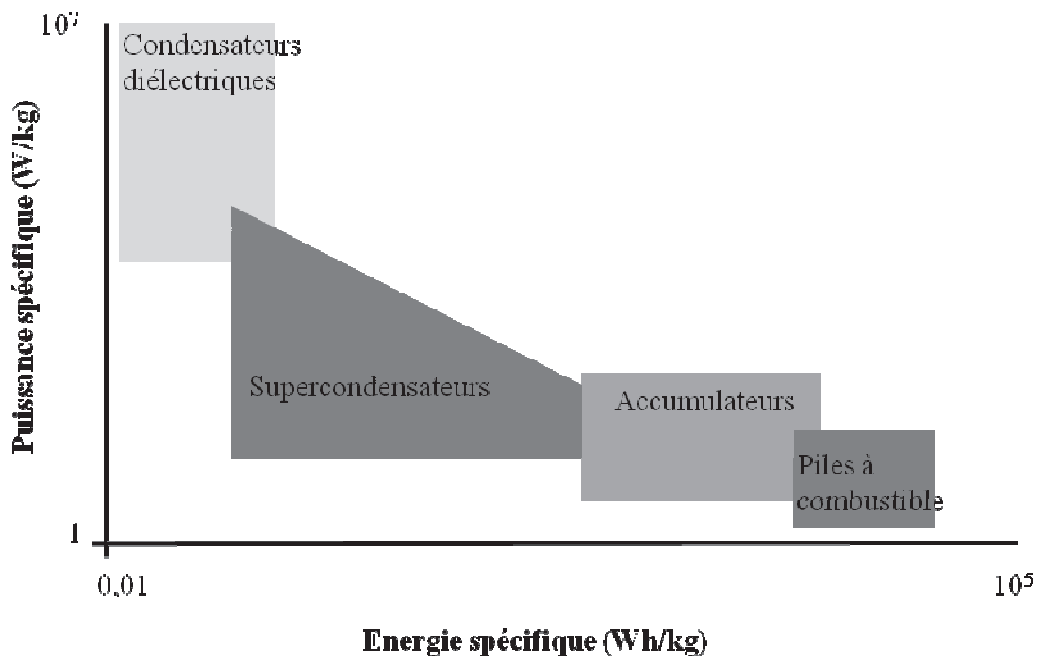 10⁷
Condensateurs
diélectriques
Puissance spécifique (W/kg)
Supercondensateurs
Accumulateurs
Piles à
combustible
1
0.01
10⁵
Energie spécifique (Wh/kg)